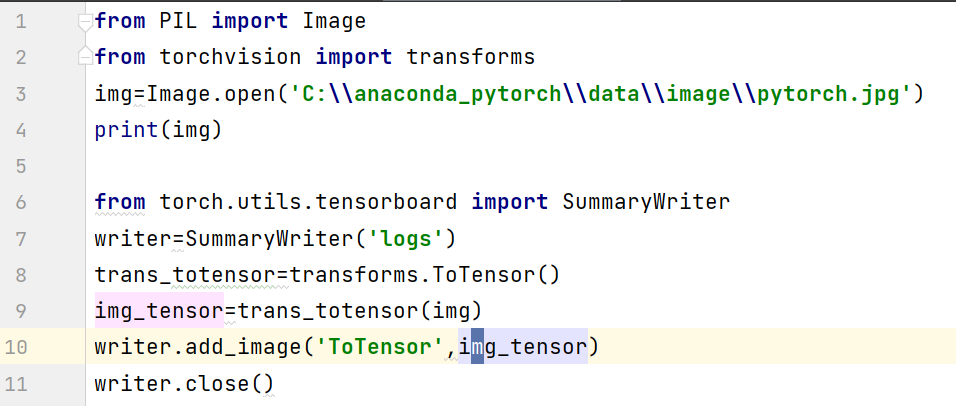 1 from PIL import Image
2 from torchvision import transforms
3 img=Image.open('C:\\anaconda_pytorch\\data\\image\\pytorch.jpg')
4 print(img)
5
6 from torch.utils.tensorboard import SummaryWriter
7 writer=SummaryWriter('logs')
8 trans_totensor=transforms.ToTensor()
9 img_tensor=trans_totensor(img)
10 writer.add_image('ToTensor',img_tensor)
11 writer.close()